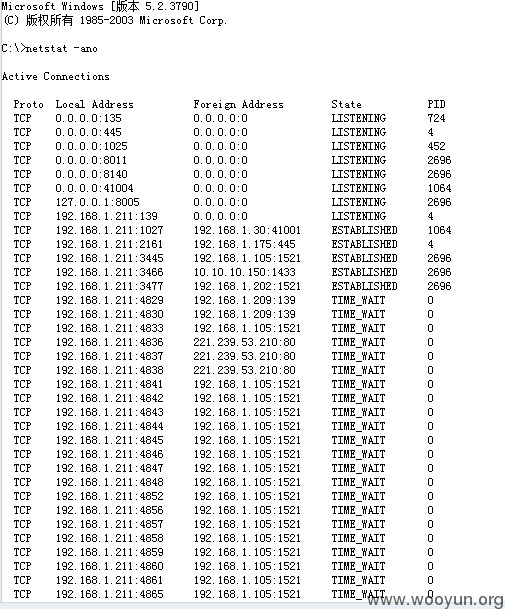 Microsoft Windows [版本 5.2.3790]
(C) 版权所有 1985-2003 Microsoft Corp.
C:\>netstat -ano
Active Connections
Proto Local Address Foreign Address State PID
TCP 0.0.0.0:135 0.0.0.0:0 LISTENING 724
TCP 0.0.0.0:445 0.0.0.0:0 LISTENING 4
TCP 0.0.0.0:1025 0.0.0.0:0 LISTENING 452
TCP 0.0.0.0:8011 0.0.0.0:0 LISTENING 2696
TCP 0.0.0.0:8140 0.0.0.0:0 LISTENING 2696
TCP 0.0.0.0:41004 0.0.0.0:0 LISTENING 1064
TCP 127.0.0.1:8005 0.0.0.0:0 LISTENING 2696
TCP 192.168.1.211:139 0.0.0.0:0 LISTENING 4
TCP 192.168.1.211:1027 192.168.1.30:41001 ESTABLISHED 1064
TCP 192.168.1.211:2161 192.168.1.175:445 ESTABLISHED 4
TCP 192.168.1.211:3445 192.168.1.105:1521 ESTABLISHED 2696
TCP 192.168.1.211:3466 10.10.10.150:1433 ESTABLISHED 2696
TCP 192.168.1.211:3477 192.168.1.202:1521 ESTABLISHED 2696
TCP 192.168.1.211:4829 192.168.1.209:139 TIME_WAIT 0
TCP 192.168.1.211:4830 192.168.1.209:139 TIME_WAIT 0
TCP 192.168.1.211:4833 192.168.1.105:1521 TIME_WAIT 0
TCP 192.168.1.211:4836 221.239.53.210:80 TIME_WAIT 0
TCP 192.168.1.211:4837 221.239.53.210:80 TIME_WAIT 0
TCP 192.168.1.211:4838 221.239.53.210:80 TIME_WAIT 0
TCP 192.168.1.211:4841 192.168.1.105:1521 TIME_WAIT 0
TCP 192.168.1.211:4842 192.168.1.105:1521 TIME_WAIT 0
TCP 192.168.1.211:4843 192.168.1.105:1521 TIME_WAIT 0
TCP 192.168.1.211:4844 192.168.1.105:1521 TIME_WAIT 0
TCP 192.168.1.211:4845 192.168.1.105:1521 TIME_WAIT 0
TCP 192.168.1.211:4846 192.168.1.105:1521 TIME_WAIT 0
TCP 192.168.1.211:4847 192.168.1.105:1521 TIME_WAIT 0
TCP 192.168.1.211:4848 192.168.1.105:1521 TIME_WAIT 0
TCP 192.168.1.211:4852 192.168.1.105:1521 TIME_WAIT 0
TCP 192.168.1.211:4856 192.168.1.105:1521 TIME_WAIT 0
TCP 192.168.1.211:4857 192.168.1.105:1521 TIME_WAIT 0
TCP 192.168.1.211:4858 192.168.1.105:1521 TIME_WAIT 0
TCP 192.168.1.211:4859 192.168.1.105:1521 TIME_WAIT 0
TCP 192.168.1.211:4860 192.168.1.105:1521 TIME_WAIT 0
TCP 192.168.1.211:4861 192.168.1.105:1521 TIME_WAIT 0
TCP 192.168.1.211:4865 192.168.1.105:1521 TIME_WAIT 0
www.wooyun.org